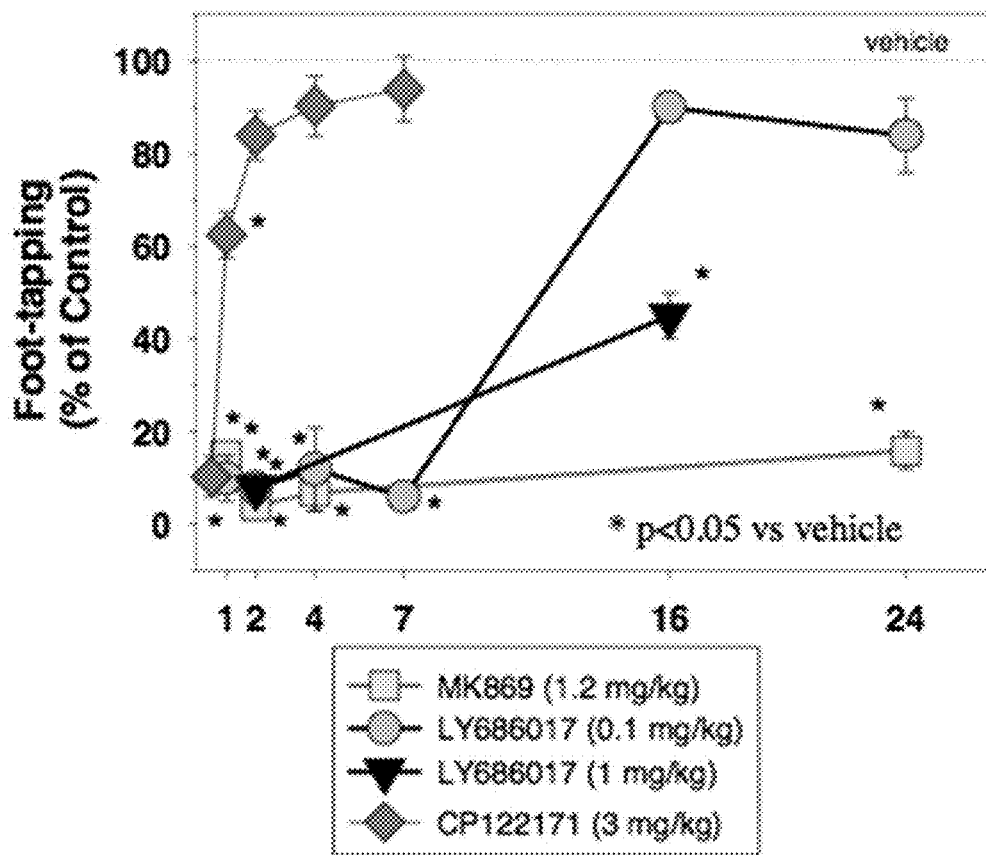 vehicle
100
80
60
40
20
0
Foot-tapping
(% of Control)
*
*
*
*
*
*
*
*
*
*
*
*
* p<0.05 vs vehicle
1 2 4 7 16 24
MK869 (1.2 mg/kg)
LY686017 (0.1 mg/kg)
LY686017 (1 mg/kg)
CP122171 (3 mg/kg)